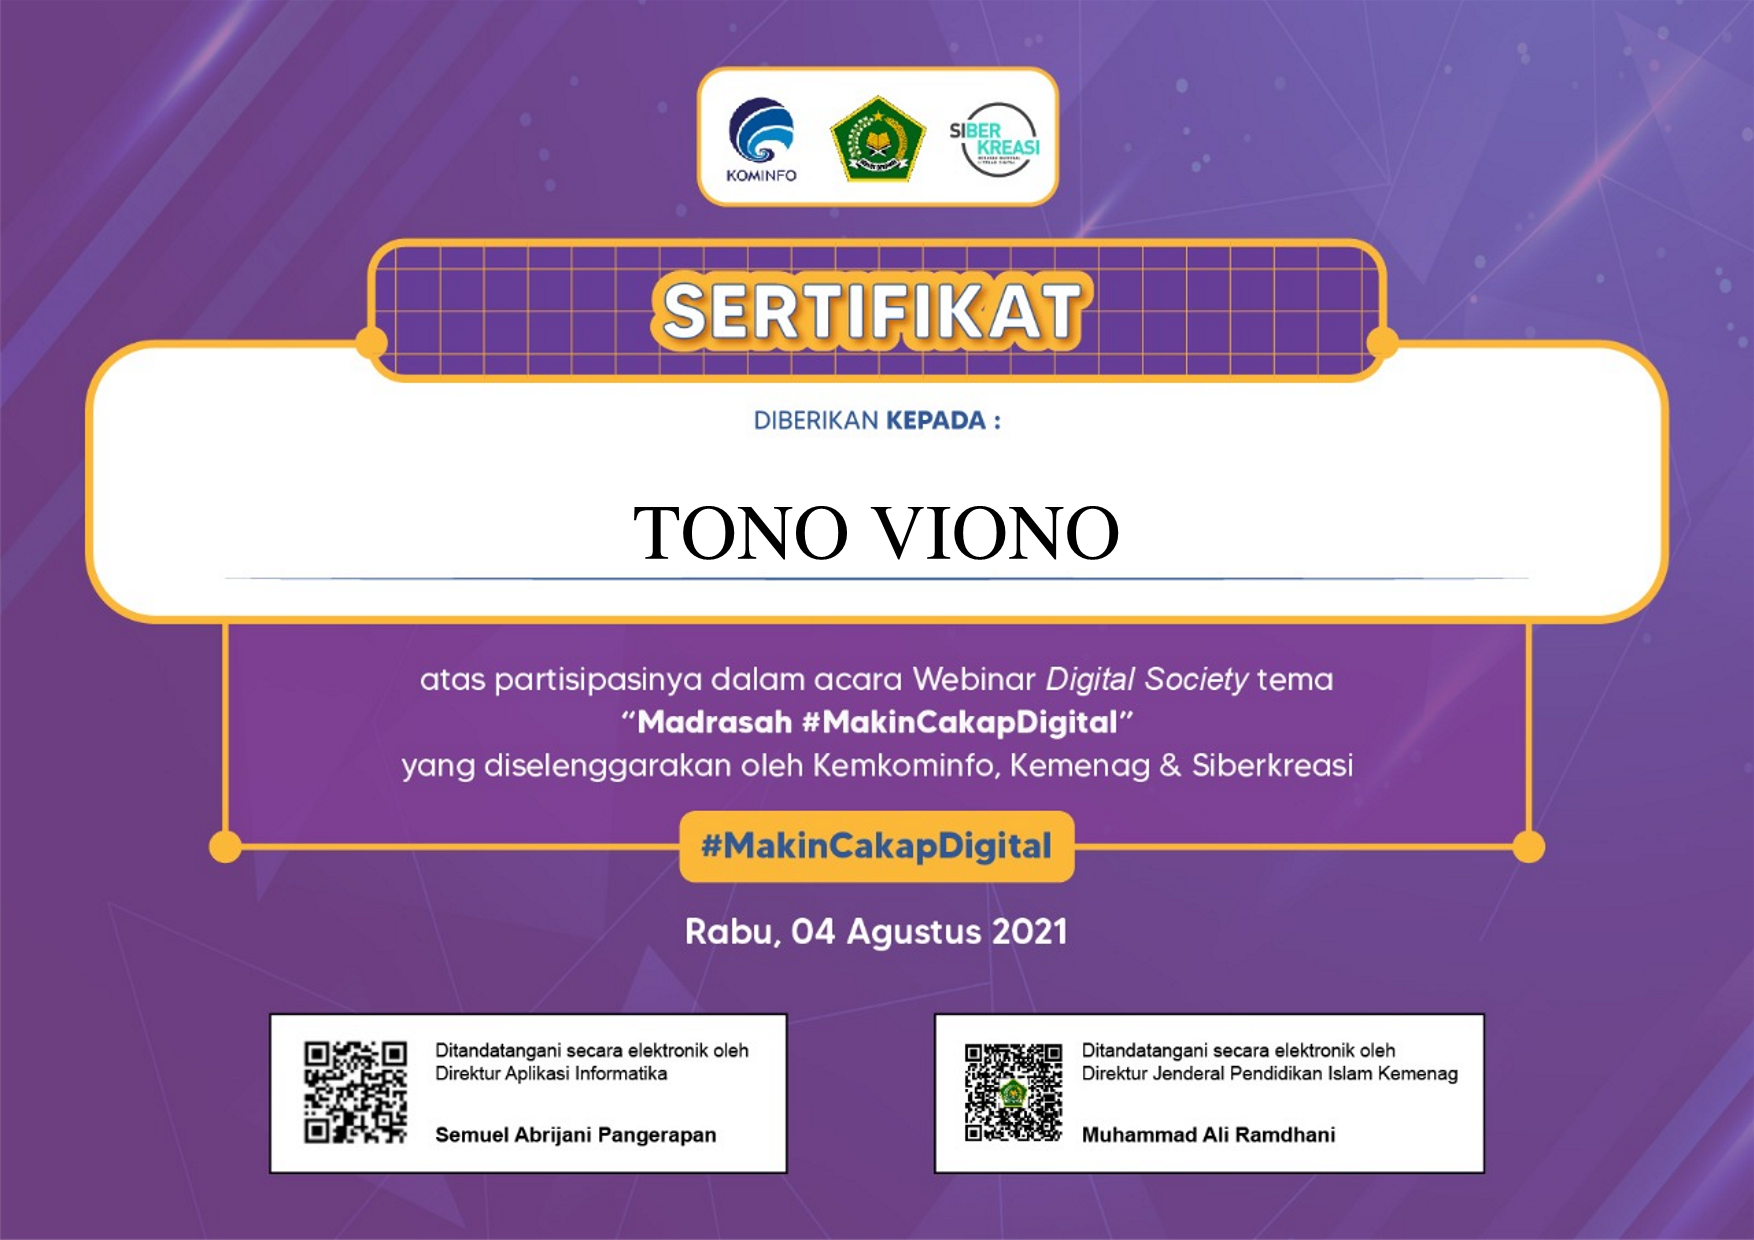 KOMINFO
SIBER
KREASI
SERTIFIKAT
DIBERIKAN KEPADA :
TONO VIONO
atas partisipasinya dalam acara Webinar Digital Society tema
“Madrasah #MakinCakapDigital”
yang diselenggarakan oleh Kemkominfo, Kemenag & Siberkreasi
#MakinCakapDigital
Rabu, 04 Agustus 2021
Ditandatangani secara elektronik oleh
Direktur Aplikasi Informatika
Semuel Abrijani Pangerapan
Ditandatangani secara elektronik oleh
Direktur Jenderal Pendidikan Islam Kemenag
Muhammad Ali Ramdhani